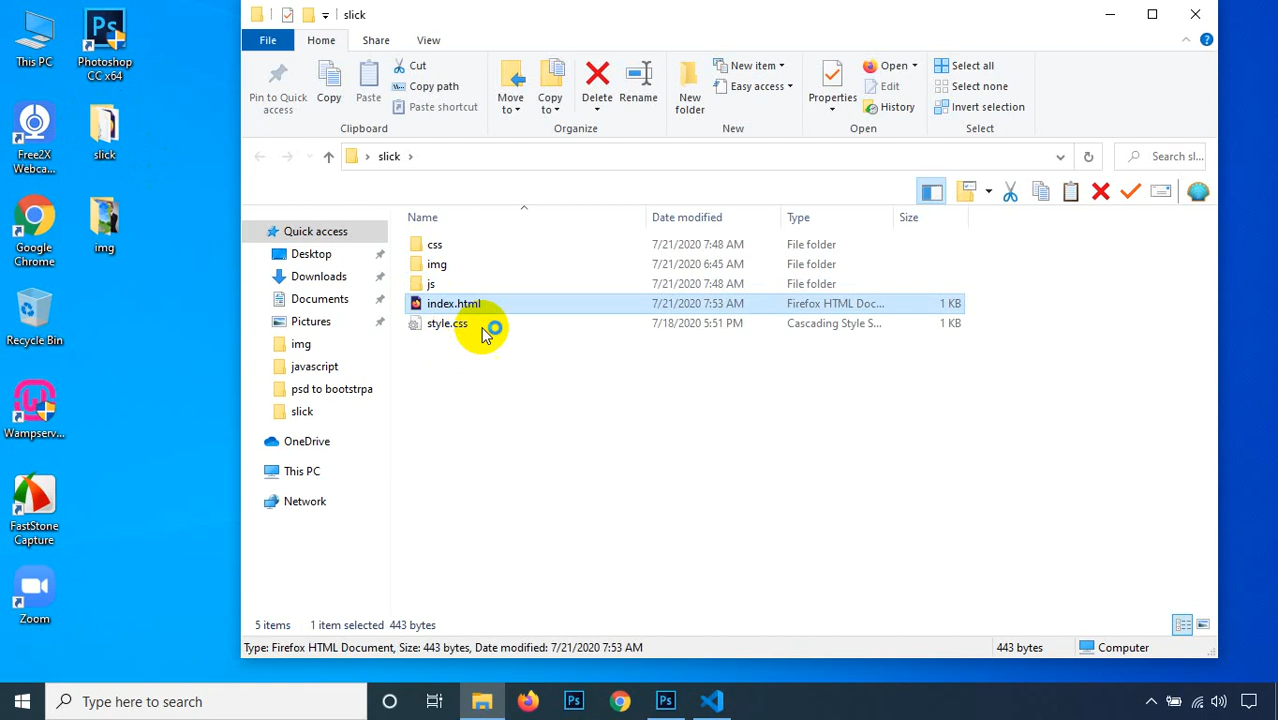 This PC
Photoshop
CC x64
Free2X
Webca...
slick
Google
Chrome
img
Recycle Bin
Wampserv...
FastStone
Capture
Zoom
slick
File
Home
Share
View
Pin to Quick
access
Copy
Paste
Cut
Copy path
Paste shortcut
Clipboard
Move
to
Copy
to
Delete
Rename
Organize
New
folder
New item
Easy access
New
Properties
Open
Edit
History
Open
Select all
Select none
Invert selection
Select
slick
Search sl...
Name
Date modified
Type
Size
css 7/21/2020 7:48 AM File folder
img 7/21/2020 6:45 AM File folder
js 7/21/2020 7:48 AM File folder
index.html 7/21/2020 7:53 AM Firefox HTML Doc... 1 KB
style.css 7/18/2020 5:51 PM Cascading Style S... 1 KB
Quick access
Desktop
Downloads
Documents
Pictures
img
javascript
psd to bootstrpa
slick
OneDrive
This PC
Network
5 items 1 item selected 443 bytes
Type: Firefox HTML Document, Size: 443 bytes, Date modified: 7/21/2020 7:53 AM 443 bytes Computer
Type here to search